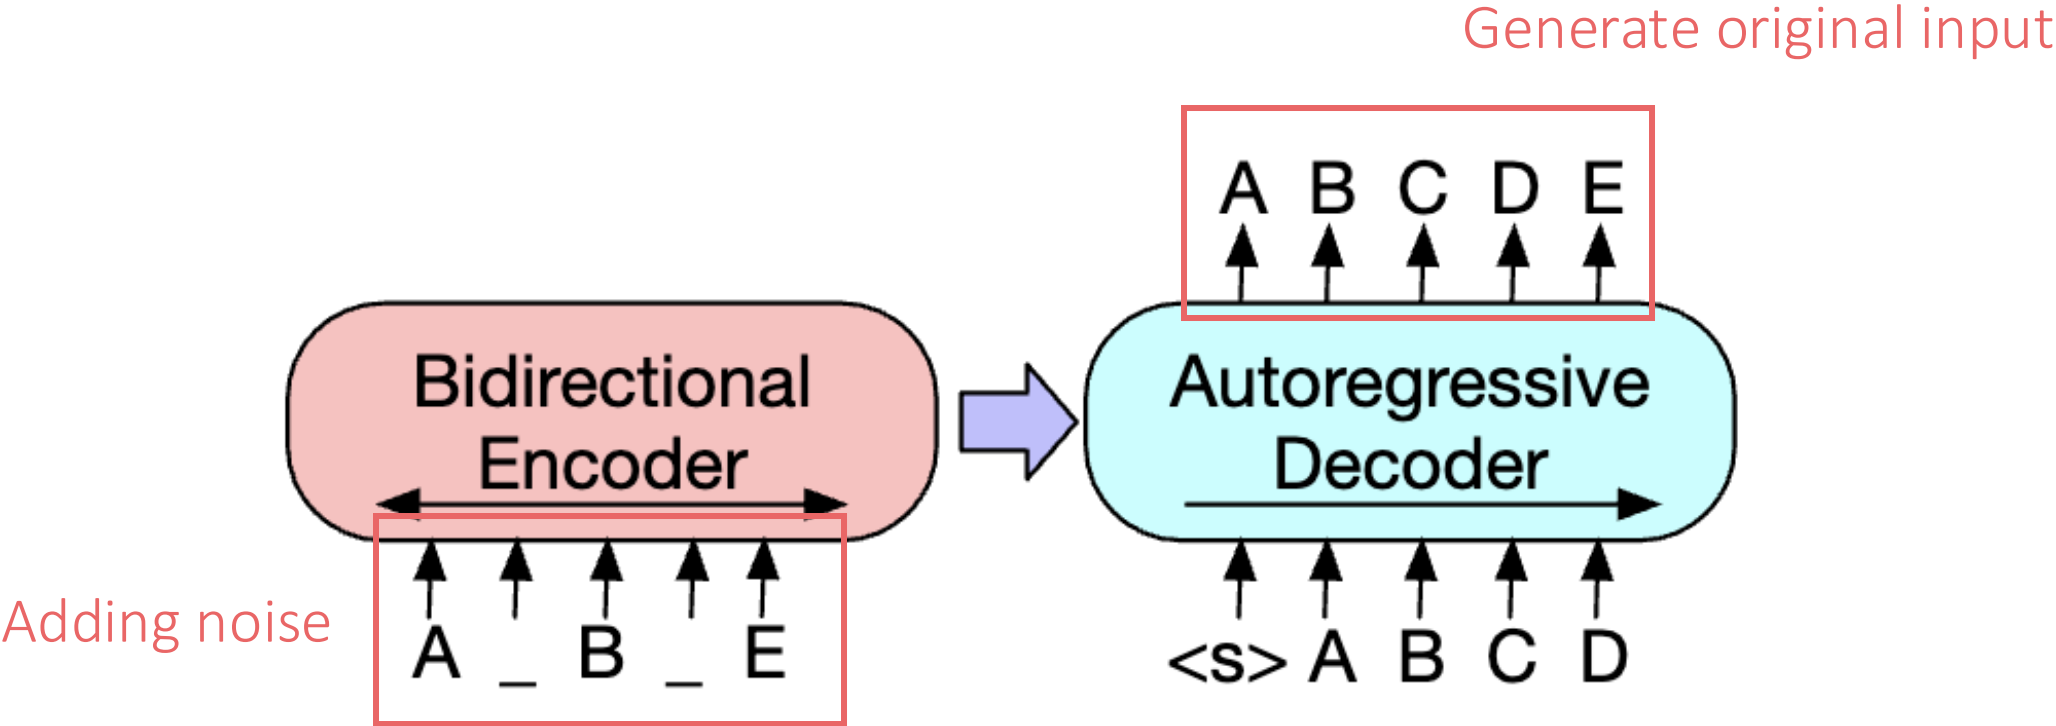 Generate original input
A B C D E
Bidirectional
Encoder
Autoregressive
Decoder
Adding noise
A _ B _ E
<s> A B C D